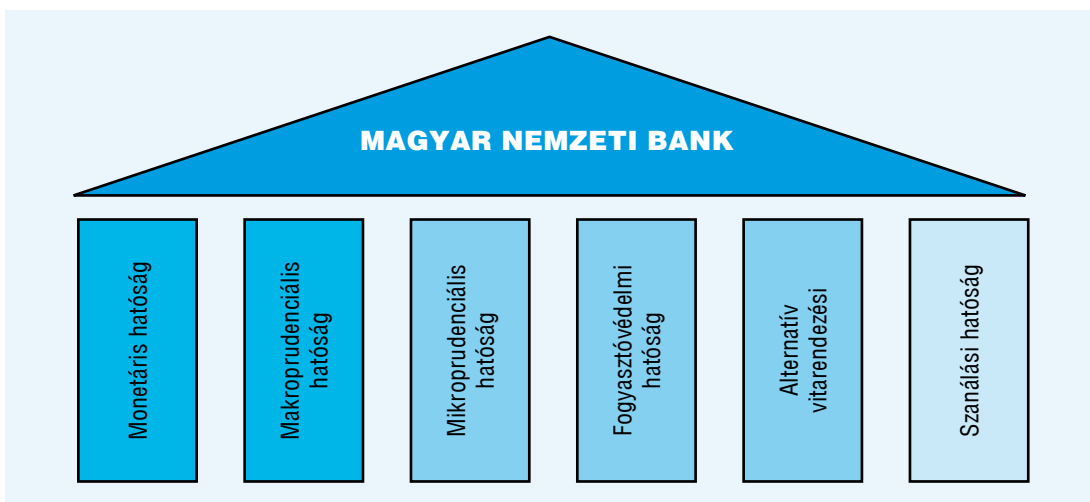 MAGYAR NEMZETI BANK
Monetáris hatóság
Makroprudenciális
hatóság
Mikroprudenciális
hatóság
Fogyasztóvédelmi
hatóság
Alternatív
vitarendezési
Szanálási hatóság